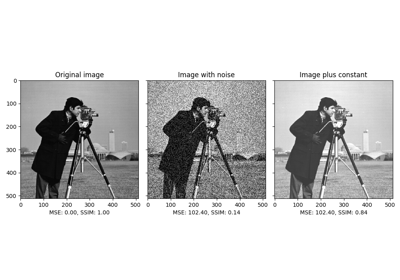 Original image
Image with noise
Image plus constant
0
100
200
300
400
500
0 100 200 300 400 500
0 100 200 300 400 500
0 100 200 300 400 500
MSE: 0.00, SSIM: 1.00
MSE: 102.40, SSIM: 0.14
MSE: 102.40, SSIM: 0.84